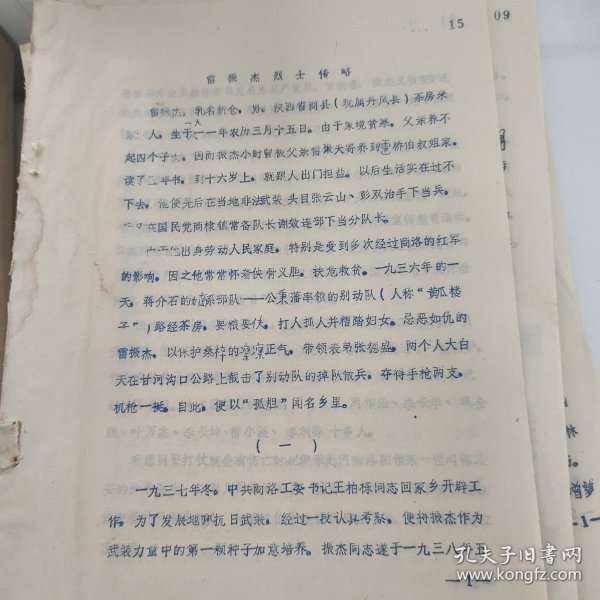 15
09
雷振杰烈士传略
雷振杰，乳名新仓，男，陕西省商县（现属丹凤县）茶房米
人，生于一九一一年农历三月十五日。由于家境贫寒，父亲养不
起四个子女，因而振杰小时曾被父亲雷聚天寄养到雷桥伯叔姐家。
读了五年书，到十六岁上，就跟人出门担盐。以后生活实在过不
下去，他便先后在当地非法武装头目张云山、彭双治手下当兵，
又在国民党商棣镇常备队长谢效连部下当分队长。
由于他出身劳动人民家庭，特别是受到多次经过商洛的红军
的影响，因之他常常怀着侠骨义胆，扶危救贫。一九三六年的一
天，蒋介石的嫡系部队——公秉藩率领的别动队（人称“黄瓜楼
子”）路经茶房，要粮要伕，打人抓人并糟踏妇女。忌恶如仇的
雷振杰，以保护桑梓的凛凛正气，带领表弟张德盛，两个人大白
天在甘河沟口公路上截击了别动队的掉队散兵，夺得手枪两支，
机枪一挺。自此，便以“孤胆”闻名乡里。
（一）
一九三七年冬，中共商洛工委书记王柏栋同志回家乡开辟工
作，为了发展地下抗日武装，经过一段认真考察，便将振杰作为
武装力量中的第一颗种子加意培养。振杰同志遂于一九三八年五
—1—
—1—
孔夫子旧书网
www.kongfz.com